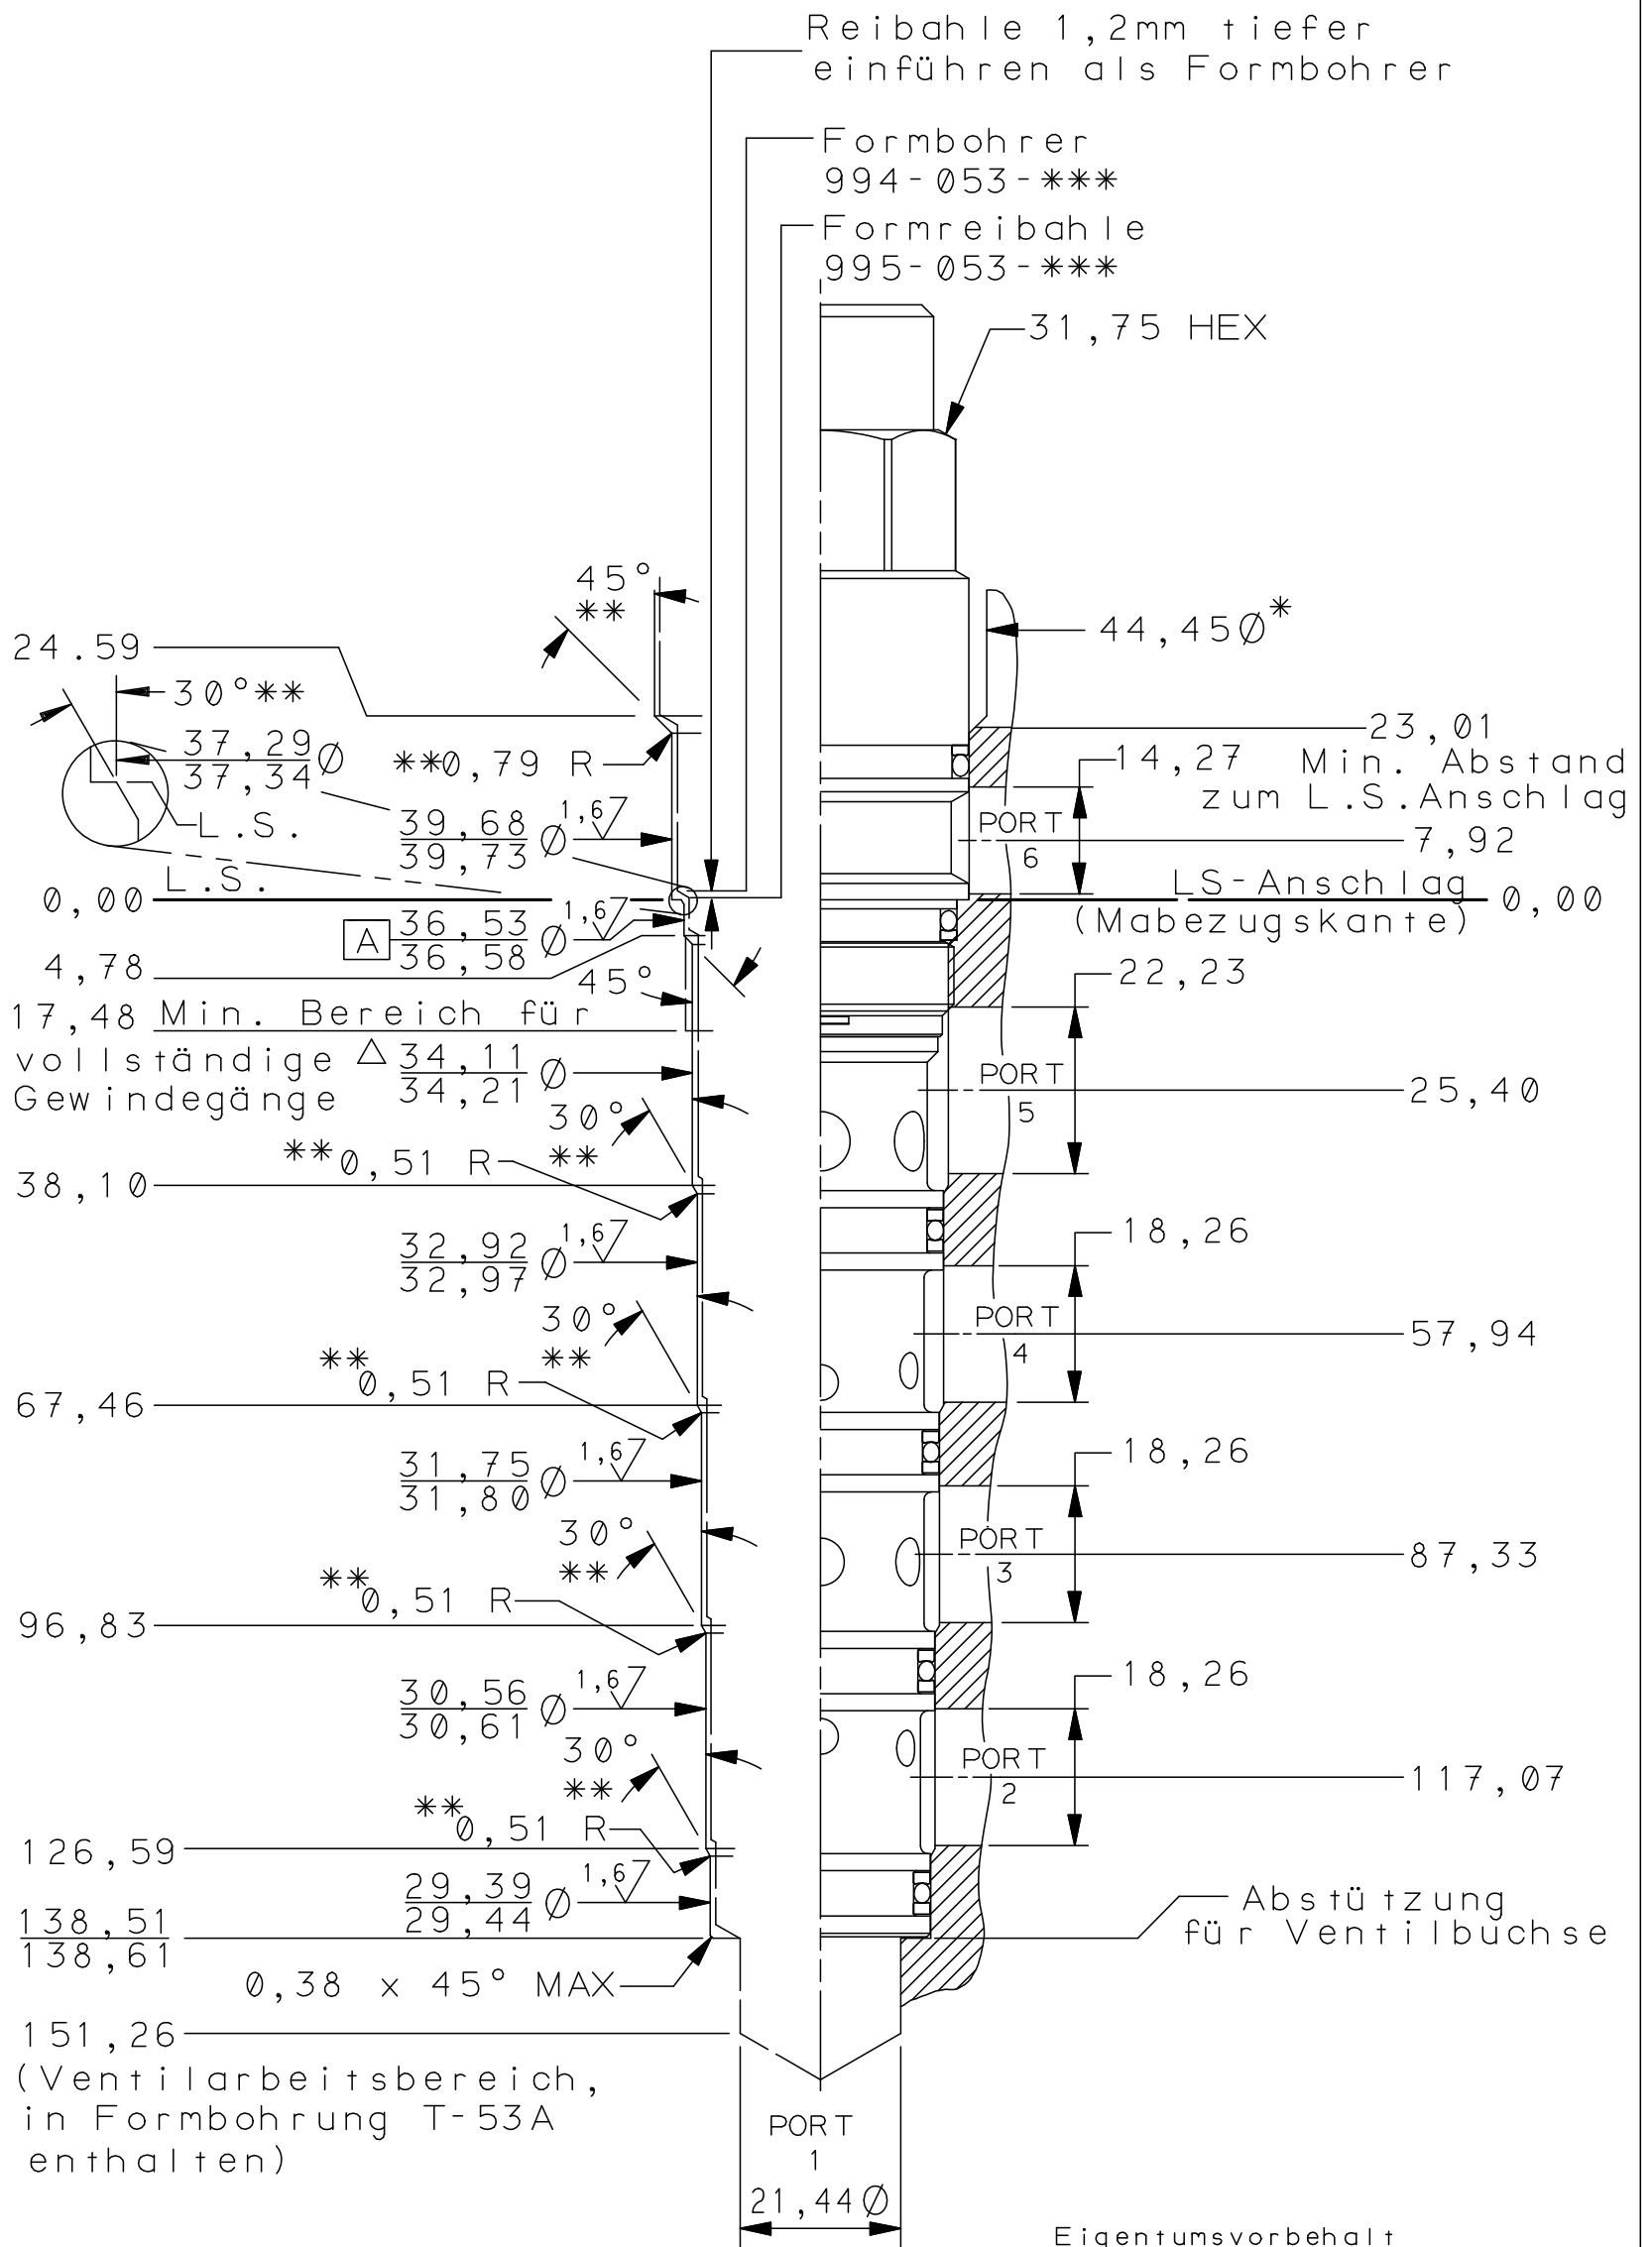 Reibahle 1,2mm tiefer
einführen als Formbohrer
Formbohrer
994-053-***
Formreibahle
995-053-***
31,75 HEX
45°
**
44,45Ø*
24.59
30°**
37,29
37,34 Ø
L.S.
L.S.
**0,79 R
23,01
Min. Abstand
zum L.S.Anschlag
14,27
39,68
39,73 Ø
1,6
PORT
6
7,92
0,00
LS-Anschlag
(Mabezugskante)
0,00
A
36,53
36,58 Ø
1,6
4,78
45°
22,23
17,48 Min. Bereich für
vollständige
Gewindegänge
△ 34,11
34,21 Ø
PORT
5
25,40
30°
**
**0,51 R
38,10
18,26
32,92
32,97 Ø
1,6
30°
**
PORT
4
57,94
**0,51 R
67,46
18,26
31,75
31,80 Ø
1,6
30°
**
PORT
3
87,33
**0,51 R
96,83
18,26
30,56
30,61 Ø
1,6
30°
**
PORT
2
117,07
**0,51 R
126,59
29,39
29,44 Ø
1,6
138,51
138,61
Abstützung
für Ventilbuchse
0,38 x 45° MAX
151,26
(Ventilarbeitsbereich,
in Formbohrung T-53A
enthalten)
PORT
1
21,44Ø
Eigentumsvorbehalt